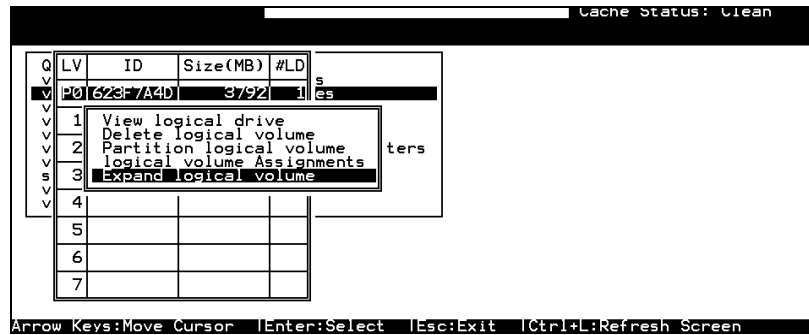 Cache Status: Clean
Q LV ID Size(MB) #LD
v s
v P0 623F7A4D 3792 1 es
v
v 1 View logical drive
v Delete logical volume
v 2 Partition logical volume ters
v logical volume Assignments
s 3 Expand logical volume
v
v 4
5
6
7
Arrow Keys:Move Cursor |Enter:Select |Esc:Exit |Ctrl+L:Refresh Screen